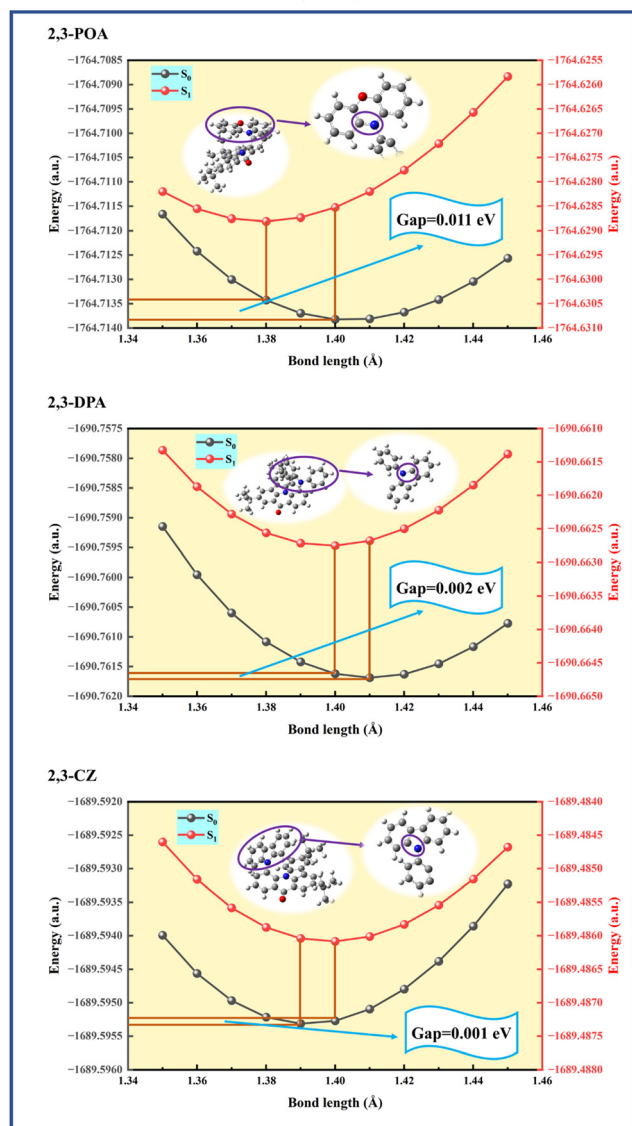 2,3-POA
−1764.7085
−1764.7090
−1764.7095
−1764.7100
−1764.7105
−1764.7110
−1764.7115
−1764.7120
−1764.7125
−1764.7130
−1764.7135
−1764.7140
Energy (a.u.)
S0
S1
Gap=0.011 eV
−1764.6255
−1764.6260
−1764.6265
−1764.6270
−1764.6275
−1764.6280
−1764.6285
−1764.6290
−1764.6295
−1764.6300
−1764.6305
−1764.6310
Energy (a.u.)
1.34 1.36 1.38 1.40 1.42 1.44 1.46
Bond length (Å)
2,3-DPA
−1690.7575
−1690.7580
−1690.7585
−1690.7590
−1690.7595
−1690.7600
−1690.7605
−1690.7610
−1690.7615
−1690.7620
Energy (a.u.)
S0
S1
Gap=0.002 eV
−1690.6610
−1690.6615
−1690.6620
−1690.6625
−1690.6630
−1690.6635
−1690.6640
−1690.6645
−1690.6650
Energy (a.u.)
1.34 1.36 1.38 1.40 1.42 1.44 1.46
Bond length (Å)
2,3-CZ
−1689.5920
−1689.5925
−1689.5930
−1689.5935
−1689.5940
−1689.5945
−1689.5950
−1689.5955
−1689.5960
Energy (a.u.)
S0
S1
Gap=0.001 eV
−1689.4840
−1689.4845
−1689.4850
−1689.4855
−1689.4860
−1689.4865
−1689.4870
−1689.4875
−1689.4880
Energy (a.u.)
1.34 1.36 1.38 1.40 1.42 1.44 1.46
Bond length (Å)